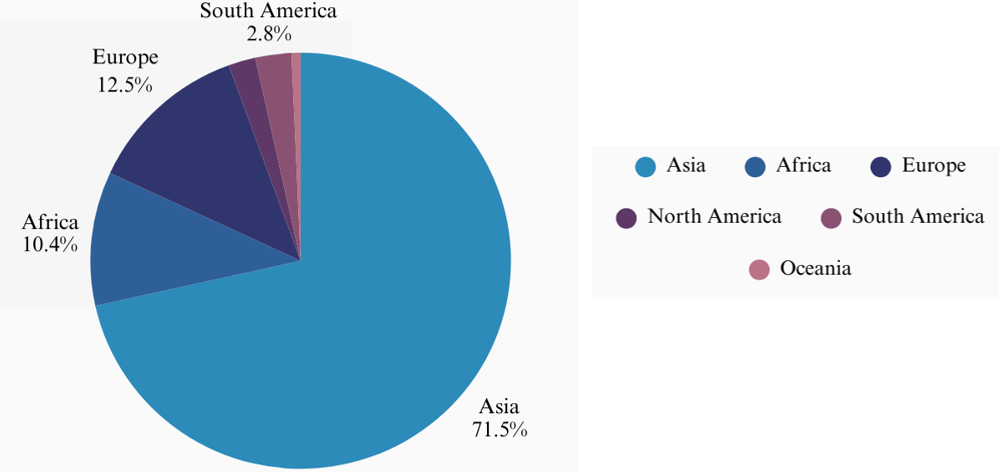 South America
2.8%
Europe
12.5%
Africa
10.4%
Asia
71.5%
Asia
Africa
Europe
North America
South America
Oceania